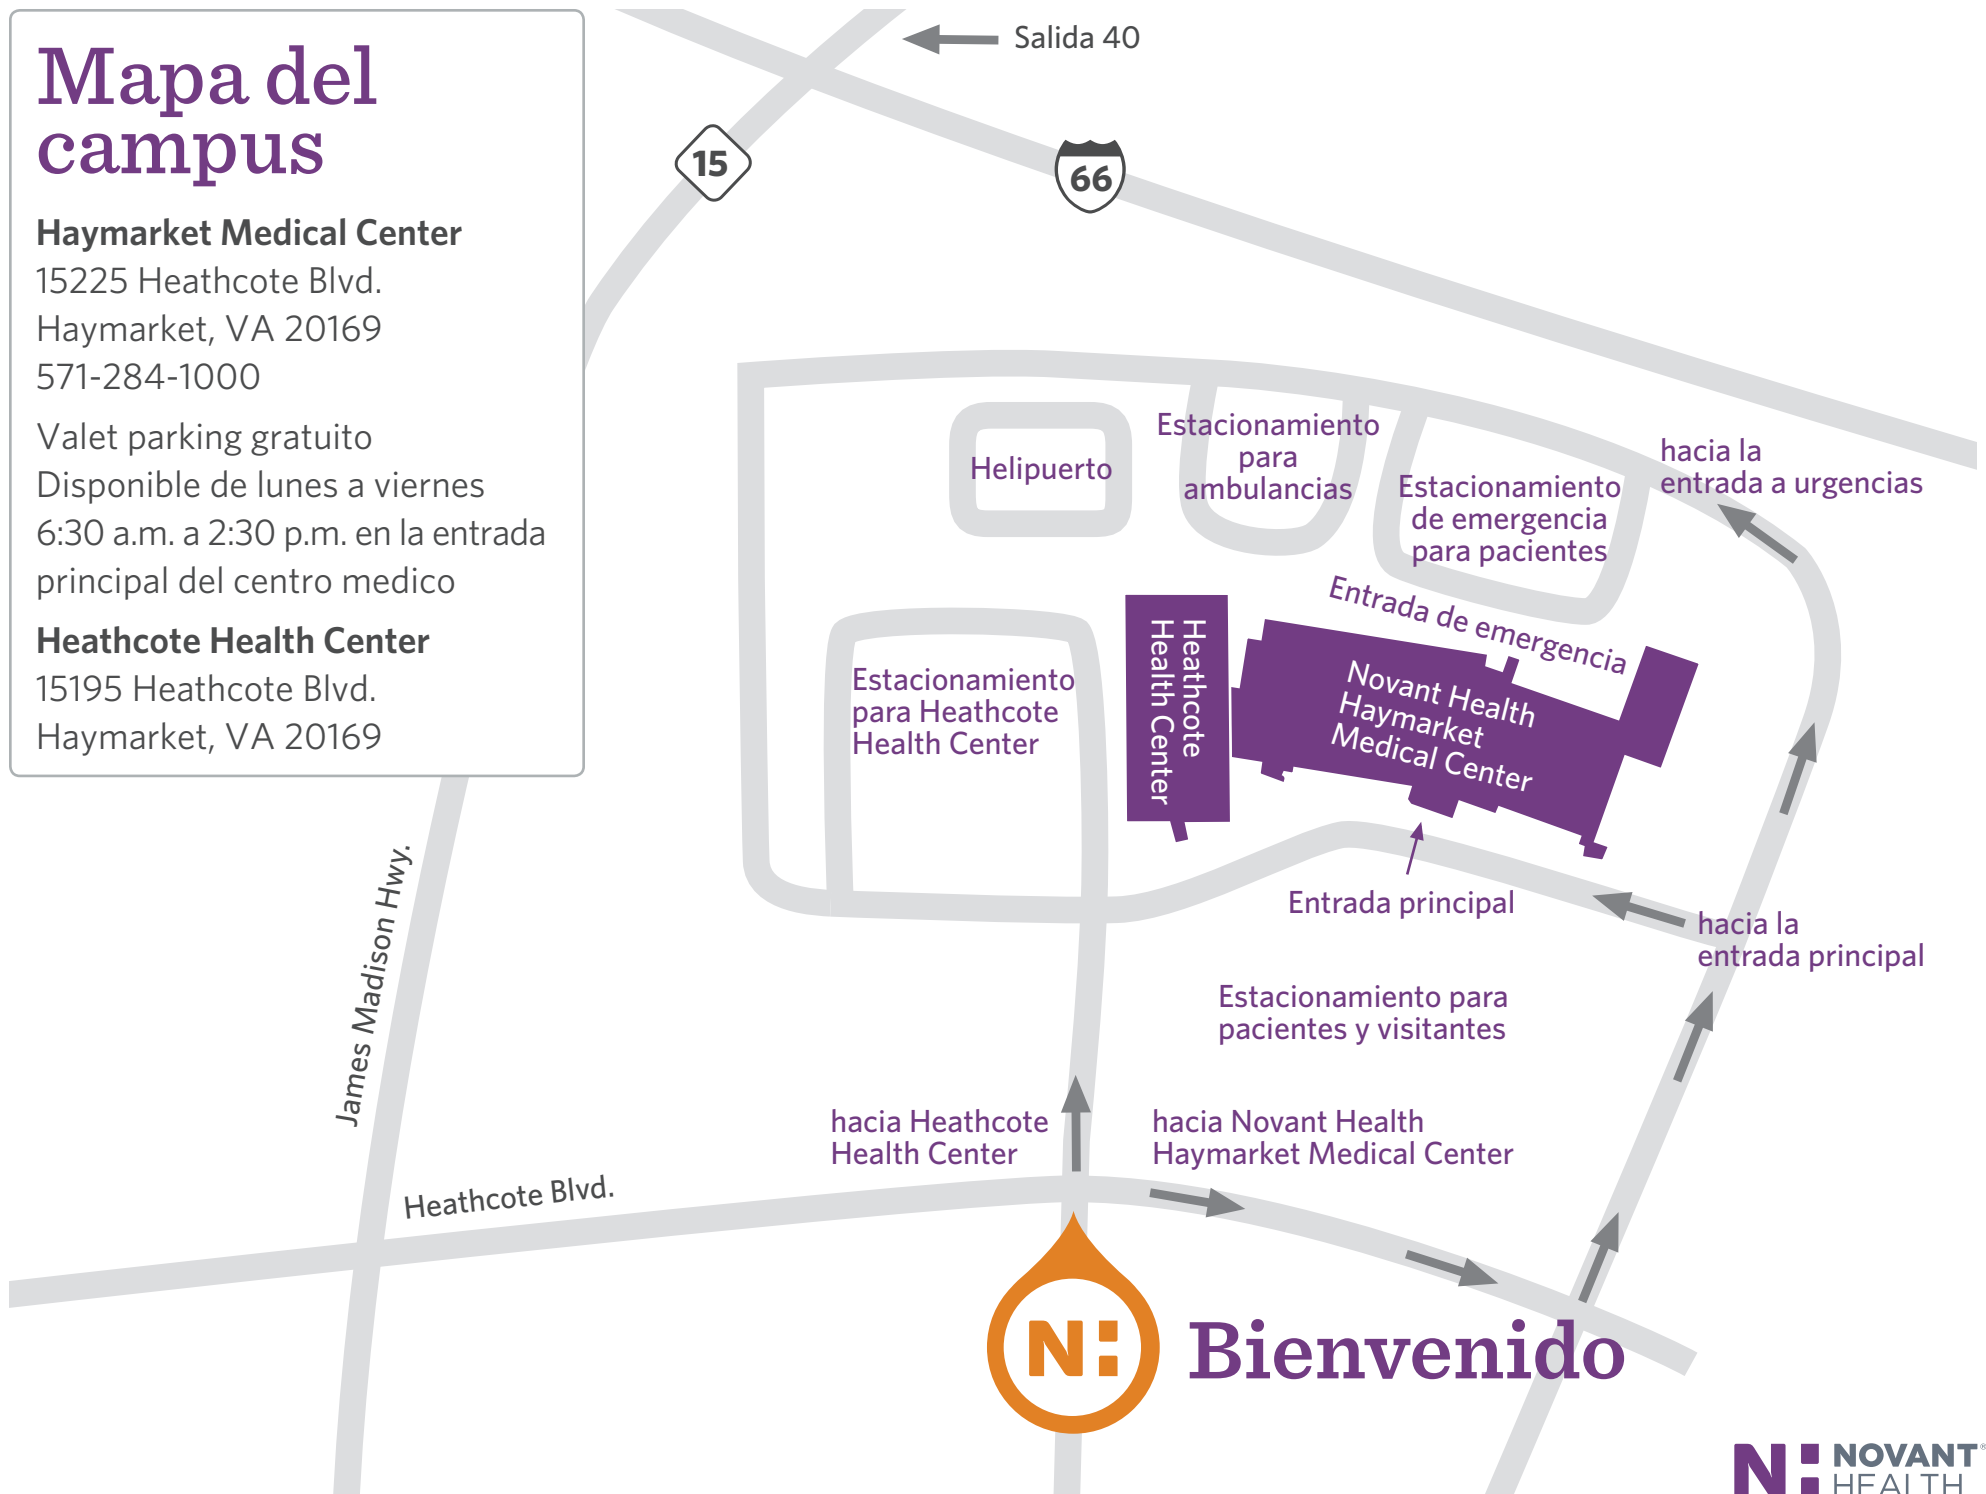 Mapa del
campus
Haymarket Medical Center
15225 Heathcote Blvd.
Haymarket, VA 20169
571-284-1000
Valet parking gratuito
Disponible de lunes a viernes
6:30 a.m. a 2:30 p.m. en la entrada
principal del centro medico
Heathcote Health Center
15195 Heathcote Blvd.
Haymarket, VA 20169
Salida 40
15
66
Helipuerto
Estacionamiento
para
ambulancias
Estacionamiento
de emergencia
para pacientes
hacia la
entrada a urgencias
Entrada de emergencia
Estacionamiento
para Heathcote
Health Center
Heathcote
Health Center
Novant Health
Haymarket
Medical Center
Entrada principal
hacia la
entrada principal
Estacionamiento para
pacientes y visitantes
James Madison Hwy.
hacia Heathcote
Health Center
hacia Novant Health
Haymarket Medical Center
Heathcote Blvd.
N
Bienvenido
N
NOVANT®
HEALTH